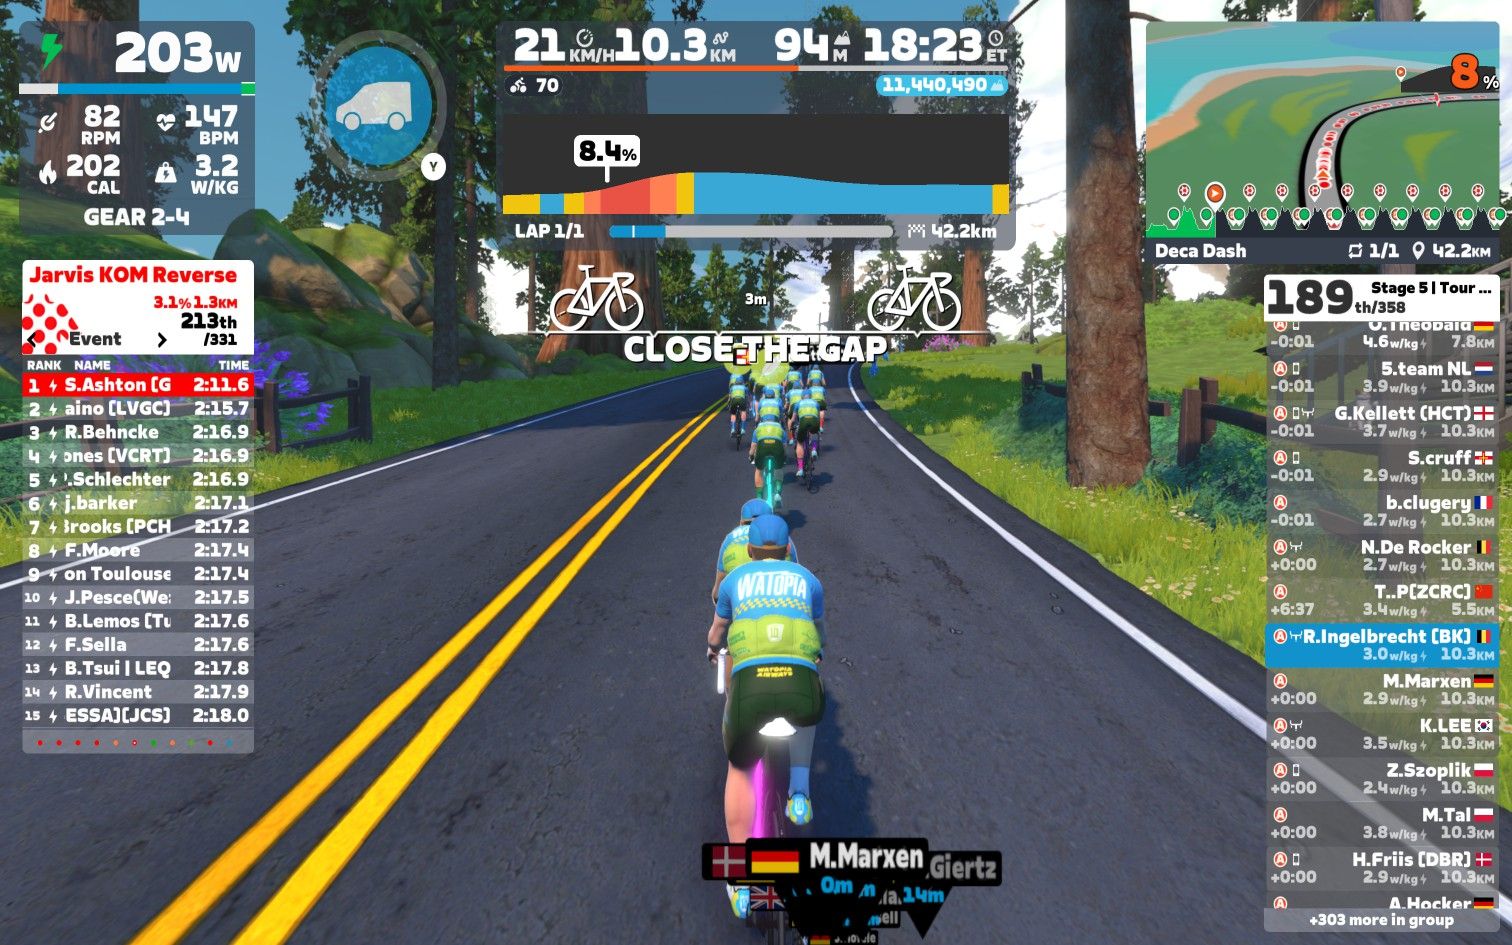 203w
82 RPM
147 BPM
202 CAL
3.2 W/KG
GEAR 2-4
Y
21 KM/H 10.3 KM 94 M 18:23 ET
70
11,440,490
8.4%
LAP 1/1
42.2km
8%
Deca Dash 1/1 42.2KM
Jarvis KOM Reverse
3.1% 1.3KM
213th
/331
Event
RANK NAME TIME
1 S.Ashton [G 2:11.6
2 aino [LVGC] 2:15.7
3 R.Behncke 2:16.9
4 ones [VCRT] 2:16.9
5 .Schlechter 2:16.9
6 j.barker 2:17.1
7 Brooks [PCH 2:17.2
8 F.Moore 2:17.4
9 on Toulouse 2:17.4
10 J.Pesce(We 2:17.5
11 B.Lemos [Tu 2:17.6
12 F.Sella 2:17.6
13 B.Tsui | LEQ 2:17.8
14 R.Vincent 2:17.9
15 ESSA][JCS] 2:18.0
3m
CLOSE THE GAP
WATOPIA
WATOPIA
AIRWAYS
M.Marxen
Giertz
0m
14m
189th/358
Stage 5 | Tour ...
O.Theobald
-0:01 4.6w/kg 7.8KM
5.team NL
-0:01 3.9w/kg 10.3KM
G.Kellett (HCT)
-0:01 3.7w/kg 10.3KM
S.cruff
-0:01 2.9w/kg 10.3KM
b.clugery
-0:01 2.7w/kg 10.3KM
N.De Rocker
+0:00 2.7w/kg 10.3KM
T..P[ZCRC]
+6:37 3.4w/kg 5.5KM
R.Ingelbrecht [BK]
3.0w/kg 10.3KM
M.Marxen
+0:00 2.9w/kg 10.3KM
K.LEE
+0:00 3.5w/kg 10.3KM
Z.Szoplik
+0:00 2.4w/kg 10.3KM
M.Tal
+0:00 3.8w/kg 10.3KM
H.Friis [DBR]
+0:00 2.9w/kg 10.3KM
A.Hocker
+303 more in group